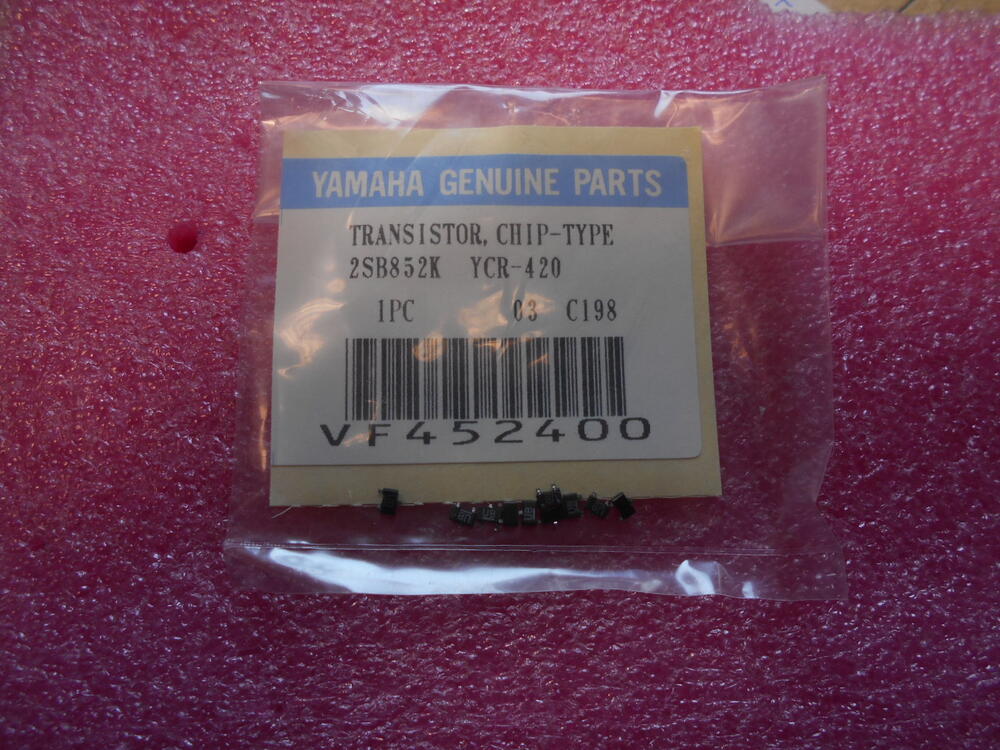 YAMAHA GENUINE PARTS
TRANSISTOR, CHIP-TYPE
2SB852K YCR-420
1PC 03 C198
VF452400